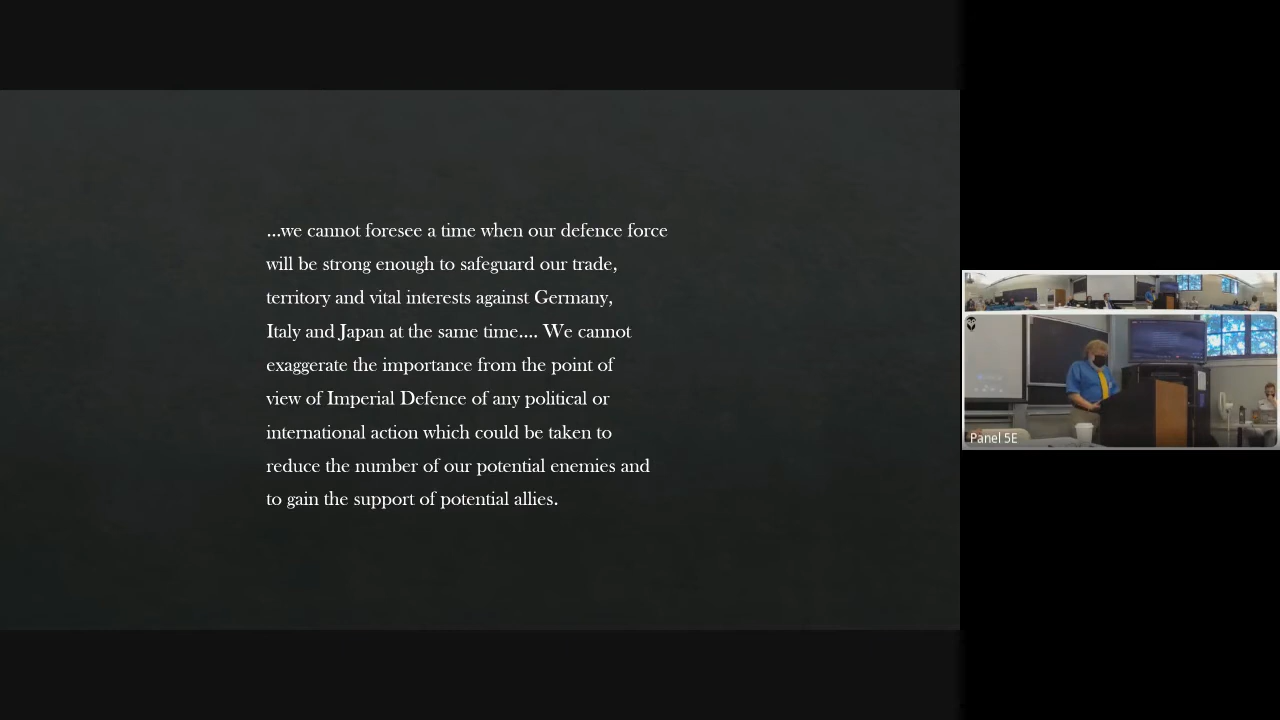 ...we cannot foresee a time when our defence force
will be strong enough to safeguard our trade,
territory and vital interests against Germany,
Italy and Japan at the same time.... We cannot
exaggerate the importance from the point of
view of Imperial Defence of any political or
international action which could be taken to
reduce the number of our potential enemies and
to gain the support of potential allies.
Panel 5E